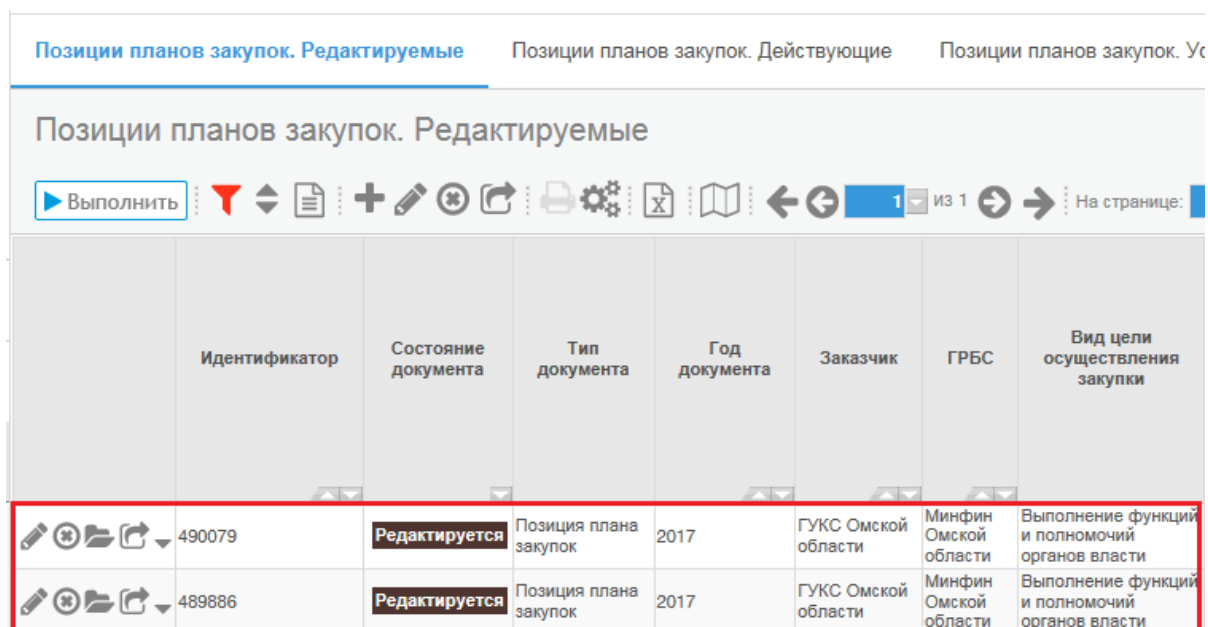 Позиции планов закупок. Редактируемые Позиции планов закупок. Действующие Позиции планов закупок. Ус
Позиции планов закупок. Редактируемые
Выполнить 1 из 1 На странице:
Идентификатор
Состояние
документа
Тип
документа
Год
документа
Заказчик
ГРБС
Вид цели
осуществления
закупки
490079
Редактируется
Позиция плана
закупок
2017
ГУКС Омской
области
Минфин
Омской
области
Выполнение функций
и полномочий
органов власти
489886
Редактируется
Позиция плана
закупок
2017
ГУКС Омской
области
Минфин
Омской
области
Выполнение функций
и полномочий
органов власти